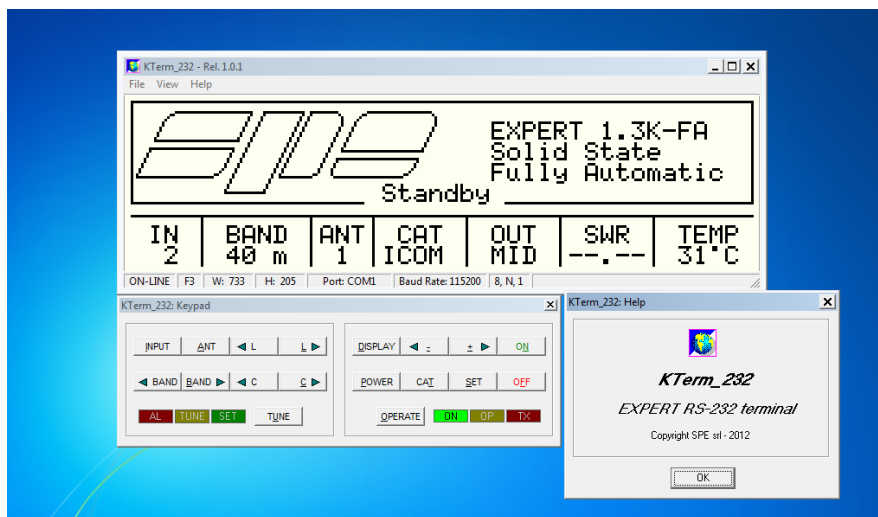 KTerm_232 - Rel. 1.0.1
File View Help
spe
EXPERT 1.3K-FA
Solid State
Fully Automatic
Standby
IN BAND ANT CAT OUT SWR TEMP
2 40 m 1 ICOM MID --.-- 31°C
ON-LINE F3 W: 733 H: 205 Port: COM1 Baud Rate: 115200 8, N, 1
KTerm_232: Keypad
INPUT ANT ◄ L L ► DISPLAY ◄ - + ► ON
◄ BAND BAND ► ◄ C C ► POWER CAT SET OFF
AL TUNE SET TUNE OPERATE ON OP TX
KTerm_232: Help
KTerm_232
EXPERT RS-232 terminal
Copyright SPE srl - 2012
OK